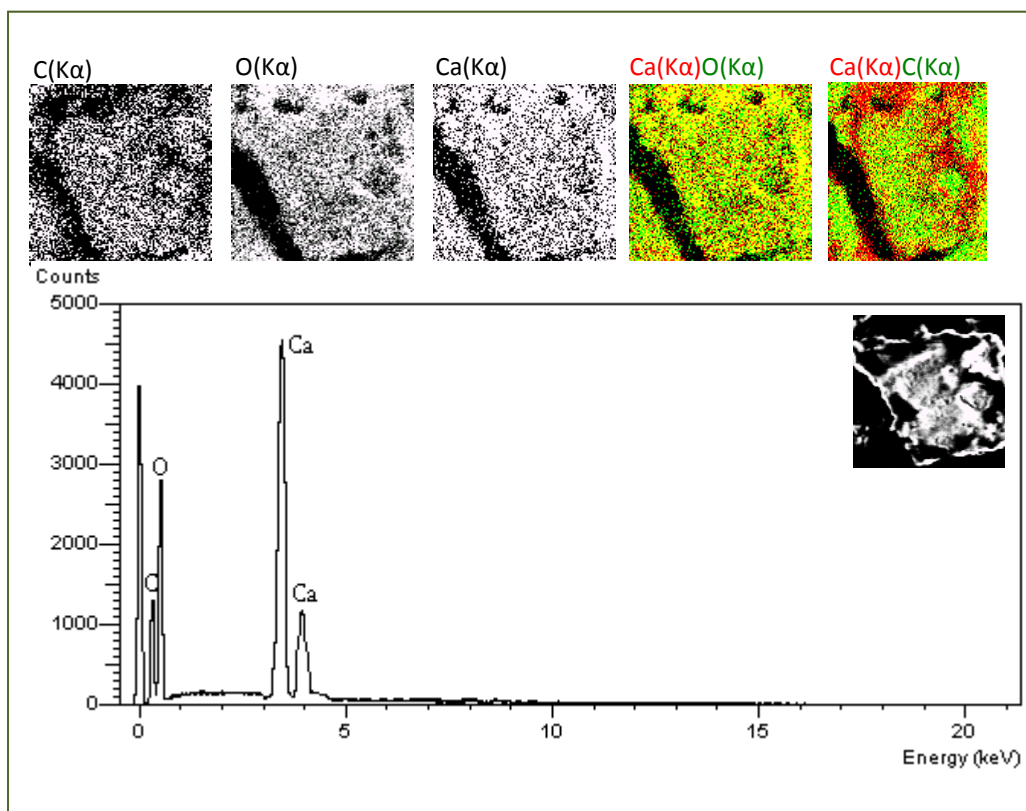 C(Kα) O(Kα) Ca(Kα) Ca(Kα)O(Kα) Ca(Kα)C(Kα)
Counts
5000
Ca
4000
3000
O
2000
C
Ca
1000
0
0 5 10 15 20
Energy (keV)